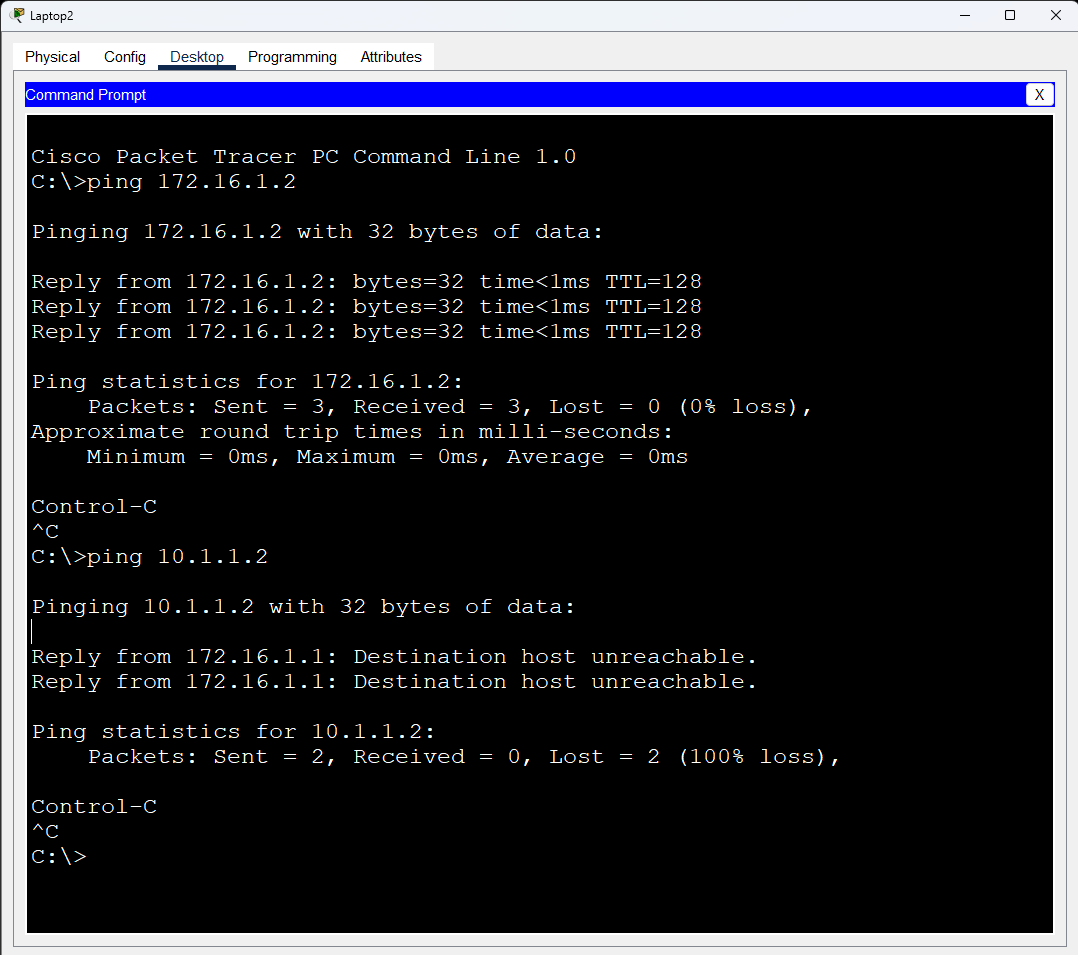 Laptop2
Physical Config Desktop Programming Attributes
Command Prompt X
Cisco Packet Tracer PC Command Line 1.0
C:\>ping 172.16.1.2
Pinging 172.16.1.2 with 32 bytes of data:
Reply from 172.16.1.2: bytes=32 time<1ms TTL=128
Reply from 172.16.1.2: bytes=32 time<1ms TTL=128
Reply from 172.16.1.2: bytes=32 time<1ms TTL=128
Ping statistics for 172.16.1.2:
    Packets: Sent = 3, Received = 3, Lost = 0 (0% loss),
Approximate round trip times in milli-seconds:
    Minimum = 0ms, Maximum = 0ms, Average = 0ms
Control-C
^C
C:\>ping 10.1.1.2
Pinging 10.1.1.2 with 32 bytes of data:
Reply from 172.16.1.1: Destination host unreachable.
Reply from 172.16.1.1: Destination host unreachable.
Ping statistics for 10.1.1.2:
    Packets: Sent = 2, Received = 0, Lost = 2 (100% loss),
Control-C
^C
C:\>